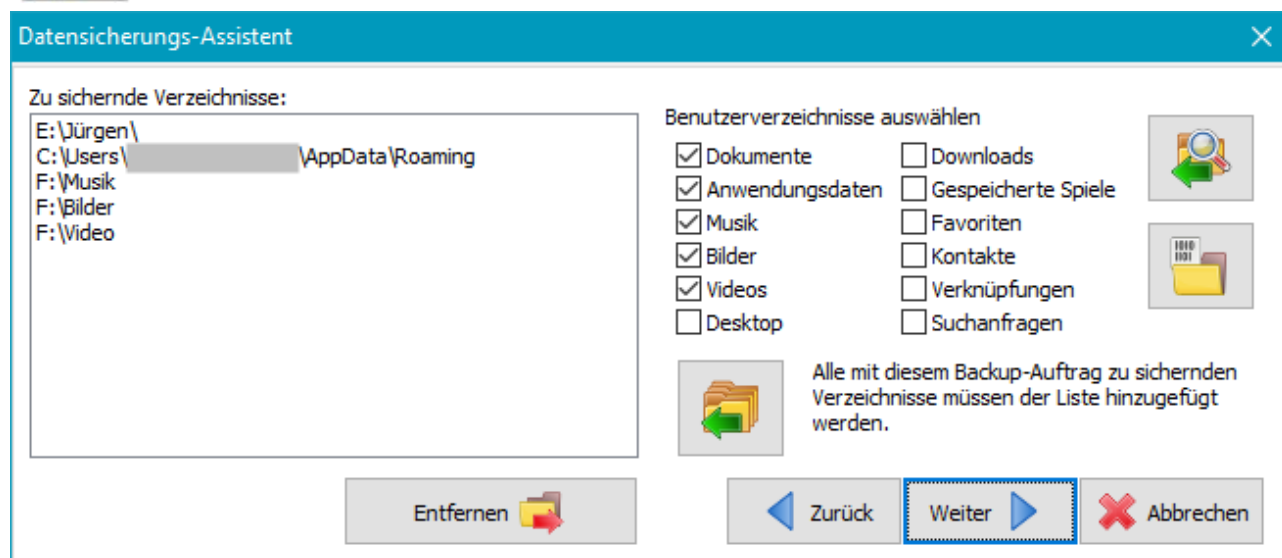 Datensicherungs-Assistent
Zu sichernde Verzeichnisse:
E:\Jürgen\
C:\Users\ \AppData\Roaming
F:\Musik
F:\Bilder
F:\Video
Entfernen
Benutzerverzeichnisse auswählen
Dokumente
Anwendungsdaten
Musik
Bilder
Videos
Desktop
Downloads
Gespeicherte Spiele
Favoriten
Kontakte
Verknüpfungen
Suchanfragen
1010
1101
Alle mit diesem Backup-Auftrag zu sichernden
Verzeichnisse müssen der Liste hinzugefügt
werden.
Zurück
Weiter
Abbrechen